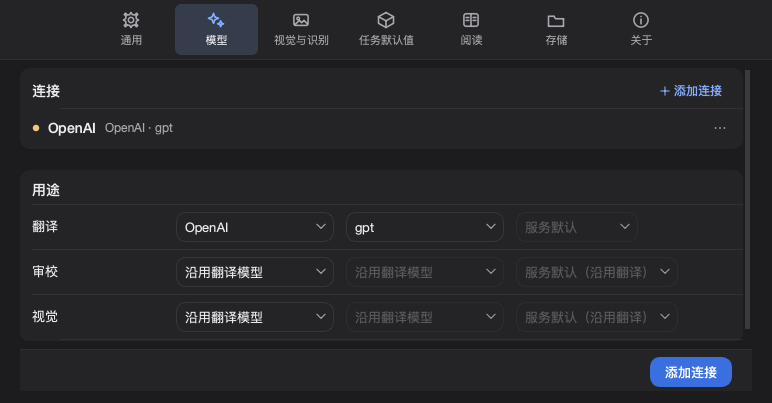 通用 模型 视觉与识别 任务默认值 阅读 存储 关于
连接 + 添加连接
OpenAI OpenAI · gpt ...
用途
翻译 OpenAI gpt 服务默认
审校 沿用翻译模型 沿用翻译模型 服务默认（沿用翻译）
视觉 沿用翻译模型 沿用翻译模型 服务默认（沿用翻译）
添加连接